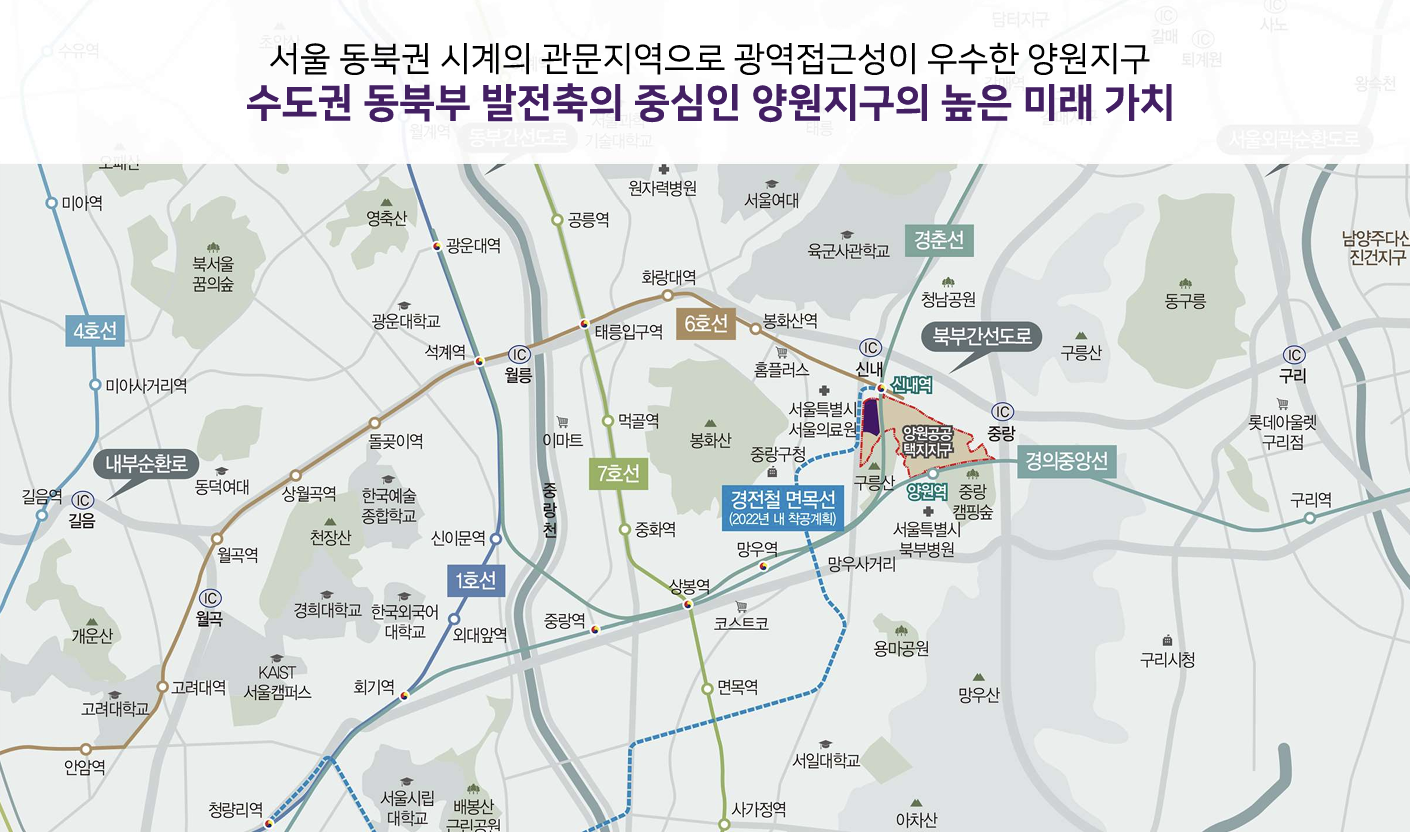 서울 동북권 시계의 관문지역으로 광역접근성이 우수한 양원지구
수도권 동북부 발전축의 중심인 양원지구의 높은 미래 가치
수유역
담터지구
IC
갈매
IC
퇴계원
IC
사노
왕숙천
월계역
동부간선도로
기술대학교
태릉
서울외곽순환도로
미아역
영축산
광운대역
공릉역
원자력병원
서울여대
육군사관학교
경춘선
남양주다산
진건지구
북서울
꿈의숲
화랑대역
청남공원
동구릉
4호선
광운대학교
태릉입구역
6호선
봉화산역
북부간선도로
석계역
IC
월릉
홈플러스
IC
신내
신내역
구릉산
IC
구리
미아사거리역
서울특별시
서울의료원
IC
중랑
돌곶이역
이마트
먹골역
봉화산
양원공공
택지지구
롯데아울렛
구리점
내부순환로
중랑구청
경의중앙선
길음역
IC
길음
동덕여대
상월곡역
한국예술
종합학교
중랑천
7호선
경전철 면목선
(2022년 내 착공계획)
구릉산
양원역
중랑
캠핑숲
구리역
천장산
신이문역
중화역
서울특별시
북부병원
월곡역
망우역
망우사거리
1호선
상봉역
IC
월곡
경희대학교
한국외국어
대학교
외대앞역
중랑역
코스트코
개운산
용마공원
구리시청
KAIST
서울캠퍼스
회기역
고려대역
고려대학교
면목역
망우산
안암역
서일대학교
청량리역
서울시립
대학교
배봉산
근린공원
사가정역
아차산